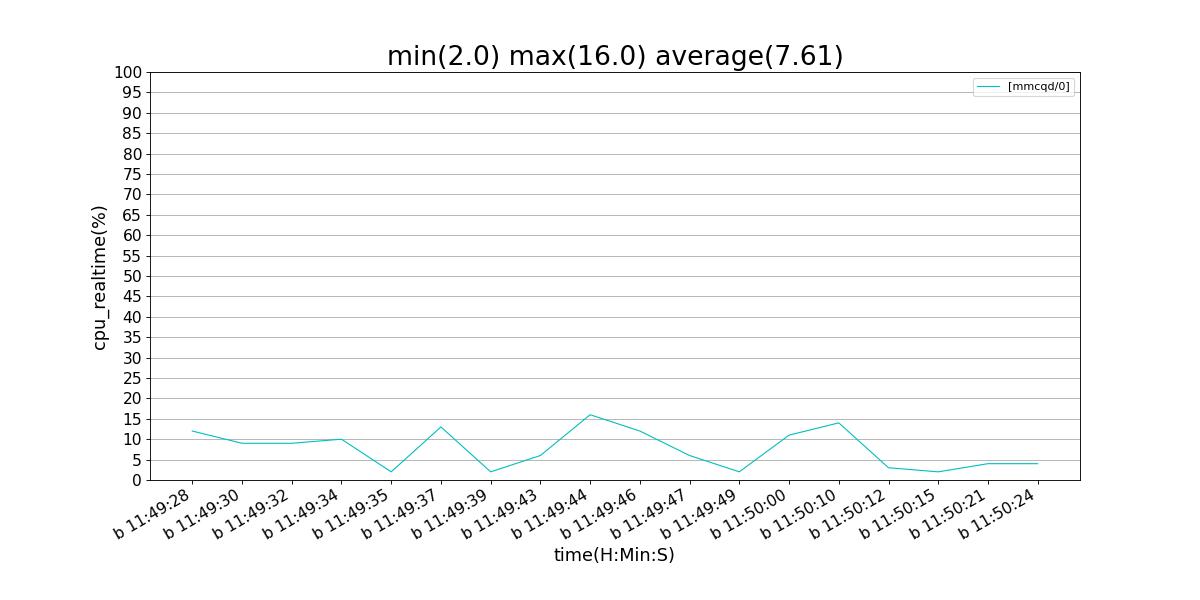 min(2.0) max(16.0) average(7.61)
[mmcqd/0]
100
95
90
85
80
75
70
65
60
55
50
45
40
35
30
25
20
15
10
5
0
cpu_realtime(%)
b 11:49:28
b 11:49:30
b 11:49:32
b 11:49:34
b 11:49:35
b 11:49:37
b 11:49:39
b 11:49:43
b 11:49:44
b 11:49:46
b 11:49:47
b 11:49:49
b 11:50:00
b 11:50:10
b 11:50:12
b 11:50:15
b 11:50:21
b 11:50:24
time(H:Min:S)